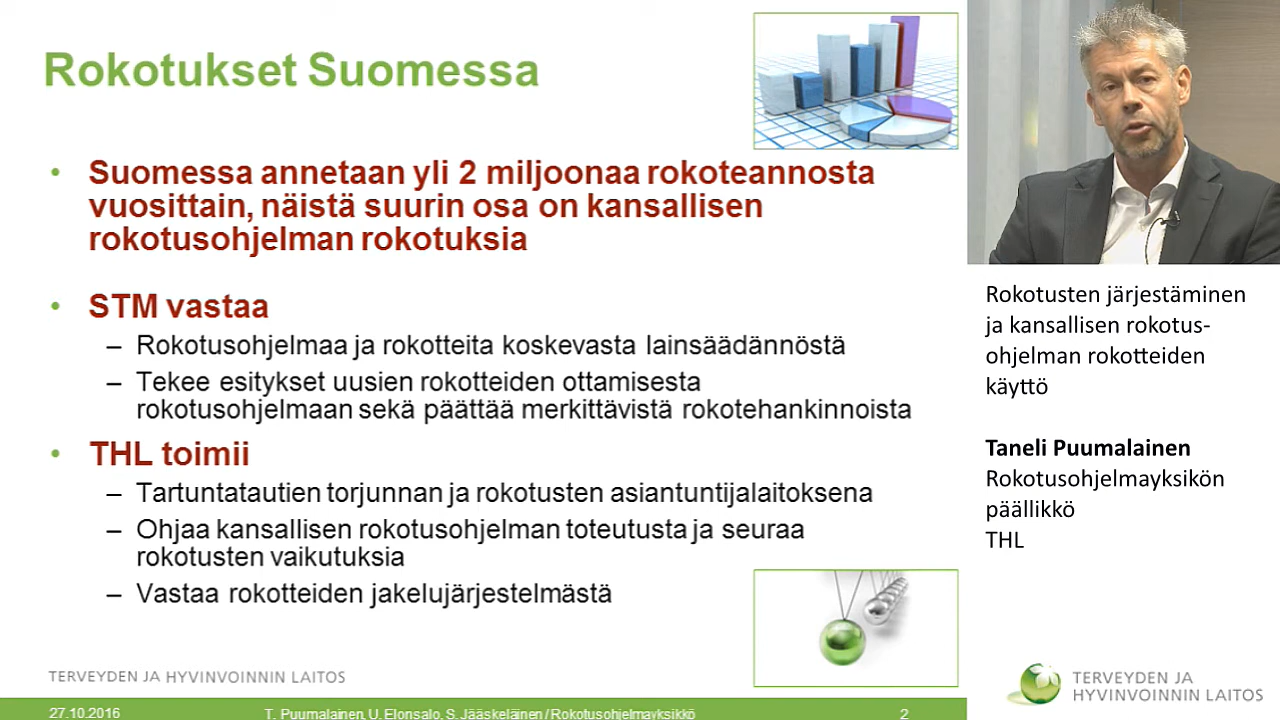 Rokotukset Suomessa
• Suomessa annetaan yli 2 miljoonaa rokoteannosta
vuosittain, näistä suurin osa on kansallisen
rokotusohjelman rokotuksia
• STM vastaa
– Rokotusohjelmaa ja rokotteita koskevasta lainsäädännöstä
– Tekee esitykset uusien rokotteiden ottamisesta
rokotusohjelmaan sekä päättää merkittävistä rokotehankinnoista
• THL toimii
– Tartuntatautien torjunnan ja rokotusten asiantuntijalaitoksena
– Ohjaa kansallisen rokotusohjelman toteutusta ja seuraa
rokotusten vaikutuksia
– Vastaa rokotteiden jakelujärjestelmästä
TERVEYDEN JA HYVINVOINNIN LAITOS
27.10.2016
T. Puumalainen, U. Elonsalo, S. Jääskeläinen / Rokotusohjelmayksikkö
2
Rokotusten järjestäminen
ja kansallisen rokotus-
ohjelman rokotteiden
käyttö
Taneli Puumalainen
Rokotusohjelmayksikön
päällikkö
THL
TERVEYDEN JA
HYVINVOINNIN LAITOS